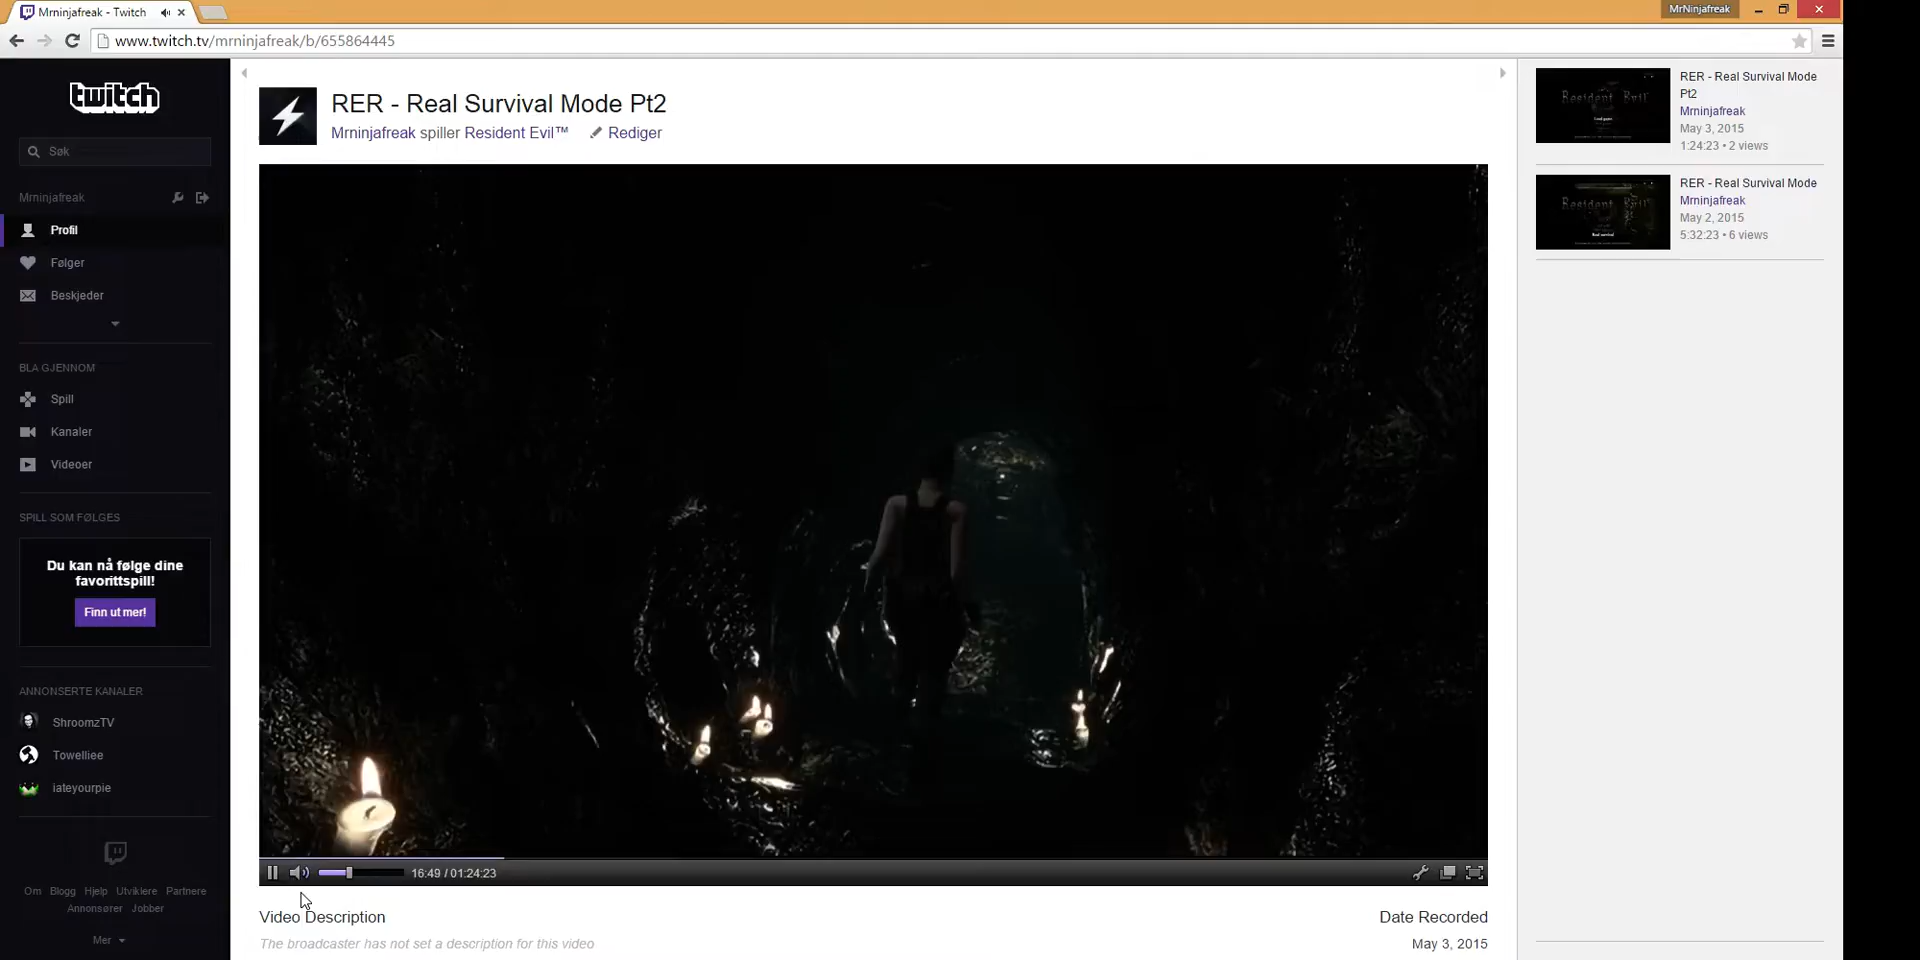 Mrninjafreak - Twitch
MrNinjafreak
www.twitch.tv/mrninjafreak/b/655864445
twitch
Søk
Mrninjafreak
Profil
Følger
Beskjeder
BLA GJENNOM
Spill
Kanaler
Videoer
SPILL SOM FØLGES
Du kan nå følge dine
favorittspill!
Finn ut mer!
ANNONSERTE KANALER
ShroomzTV
Towelliee
iateyourpie
Om Blogg Hjelp Utviklere Partnere
Annonsører Jobber
Mer
RER - Real Survival Mode Pt2
Mrninjafreak spiller Resident Evil™ Rediger
16:49 / 01:24:23
Video Description
Date Recorded
The broadcaster has not set a description for this video
May 3, 2015
Resident Evil
RER - Real Survival Mode
Pt2
Mrninjafreak
May 3, 2015
1:24:23 • 2 views
Resident Evil
RER - Real Survival Mode
Mrninjafreak
May 2, 2015
5:32:23 • 6 views